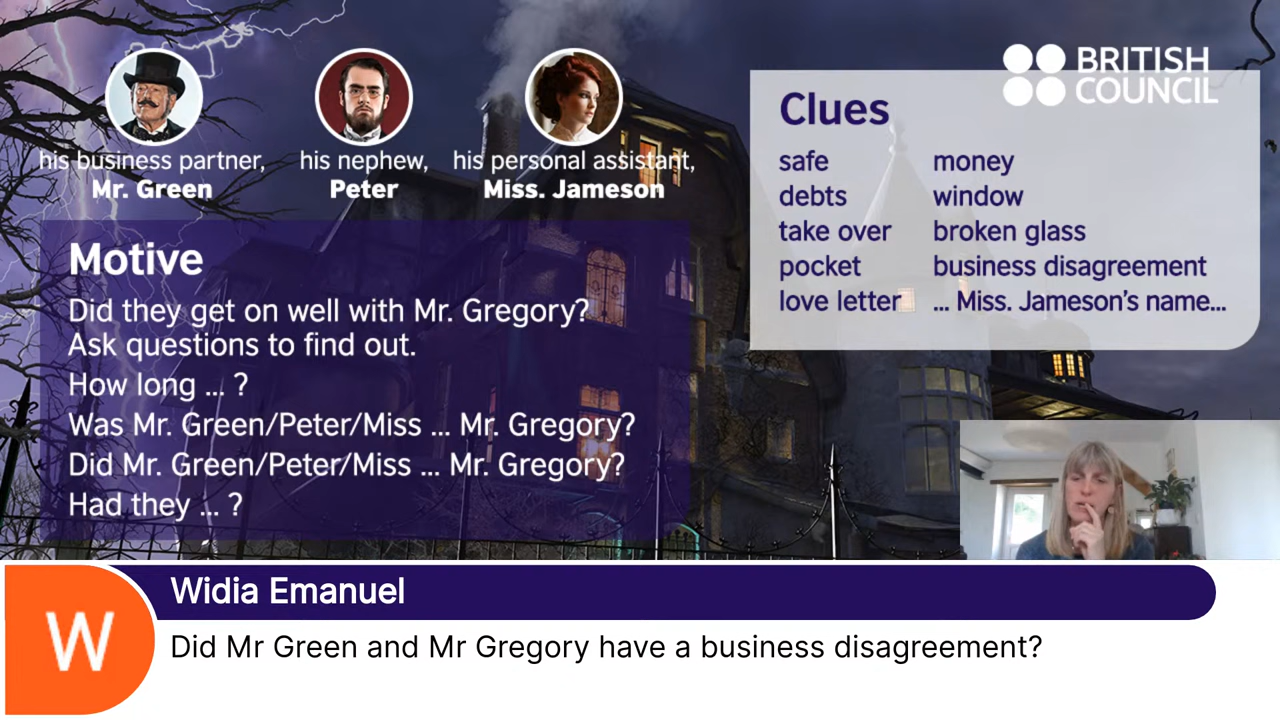 BRITISH
COUNCIL
his business partner,
Mr. Green
his nephew,
Peter
his personal assistant,
Miss. Jameson
Motive
Did they get on well with Mr. Gregory?
Ask questions to find out.
How long ... ?
Was Mr. Green/Peter/Miss ... Mr. Gregory?
Did Mr. Green/Peter/Miss ... Mr. Gregory?
Had they ... ?
Clues
safe money
debts window
take over broken glass
pocket business disagreement
love letter ... Miss. Jameson's name...
W
Widia Emanuel
Did Mr Green and Mr Gregory have a business disagreement?